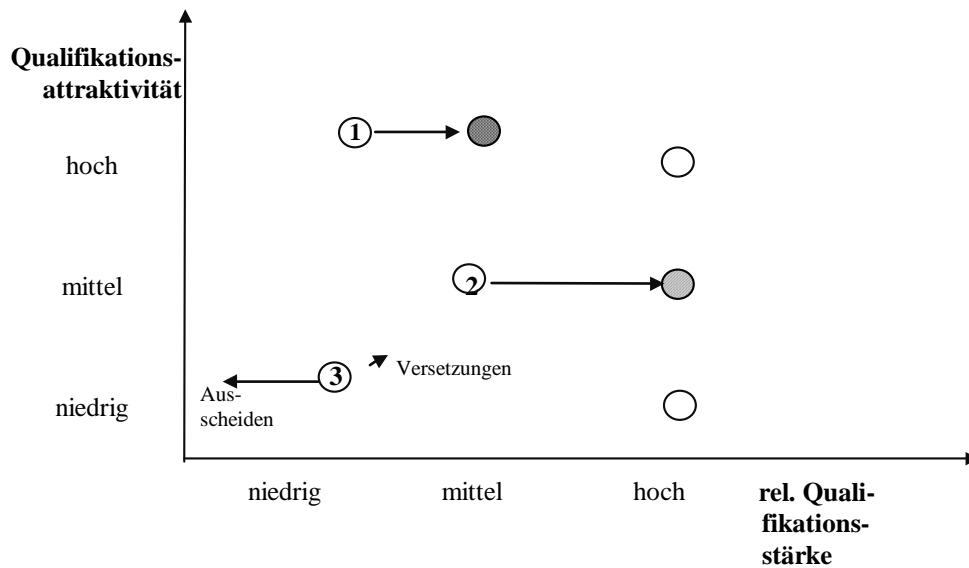 Qualifikations-
attraktivität
1
hoch
mittel
2
3
Versetzungen
Aus-
scheiden
niedrig
niedrig
mittel
hoch
rel. Quali-
fikations-
stärke